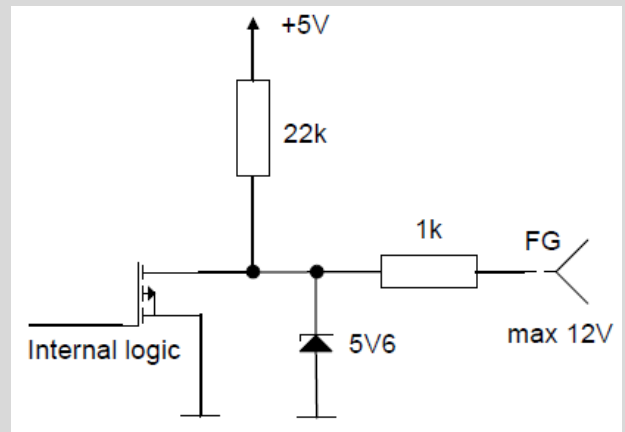 +5V
22k
1k
FG
Internal logic
5V6
max 12V